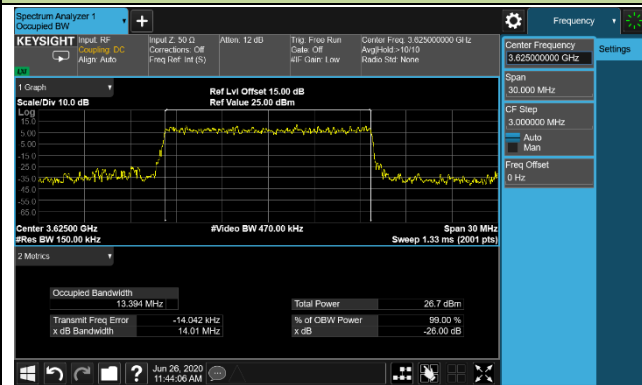 Spectrum Analyzer 1
Occupied BW
Frequency
KEYSIGHT
Input: RF
Coupling: DC
Align: Auto
Input Z: 50 Ω
Corrections: Off
Freq Ref: Int (S)
Atten: 12 dB
Trig: Free Run
Gate: Off
#IF Gain: Low
Center Freq: 3.625000000 GHz
Avg|Hold:>10/10
Radio Std: None
Center Frequency
3.625000000 GHz
Settings
Span
30.000 MHz
CF Step
3.000000 MHz
Auto
Man
Freq Offset
0 Hz
1 Graph
Scale/Div 10.0 dB
Ref Lvl Offset 15.00 dB
Ref Value 25.00 dBm
Log
15.0
5.00
-5.00
-15.0
-25.0
-35.0
-45.0
-55.0
-65.0
Center 3.62500 GHz
#Video BW 470.00 kHz
Span 30 MHz
#Res BW 150.00 kHz
Sweep 1.33 ms (2001 pts)
2 Metrics
Occupied Bandwidth
13.394 MHz
Total Power
26.7 dBm
Transmit Freq Error
-14.042 kHz
% of OBW Power
99.00 %
x dB Bandwidth
14.01 MHz
x dB
-26.00 dB
Jun 26, 2020
11:44:06 AM